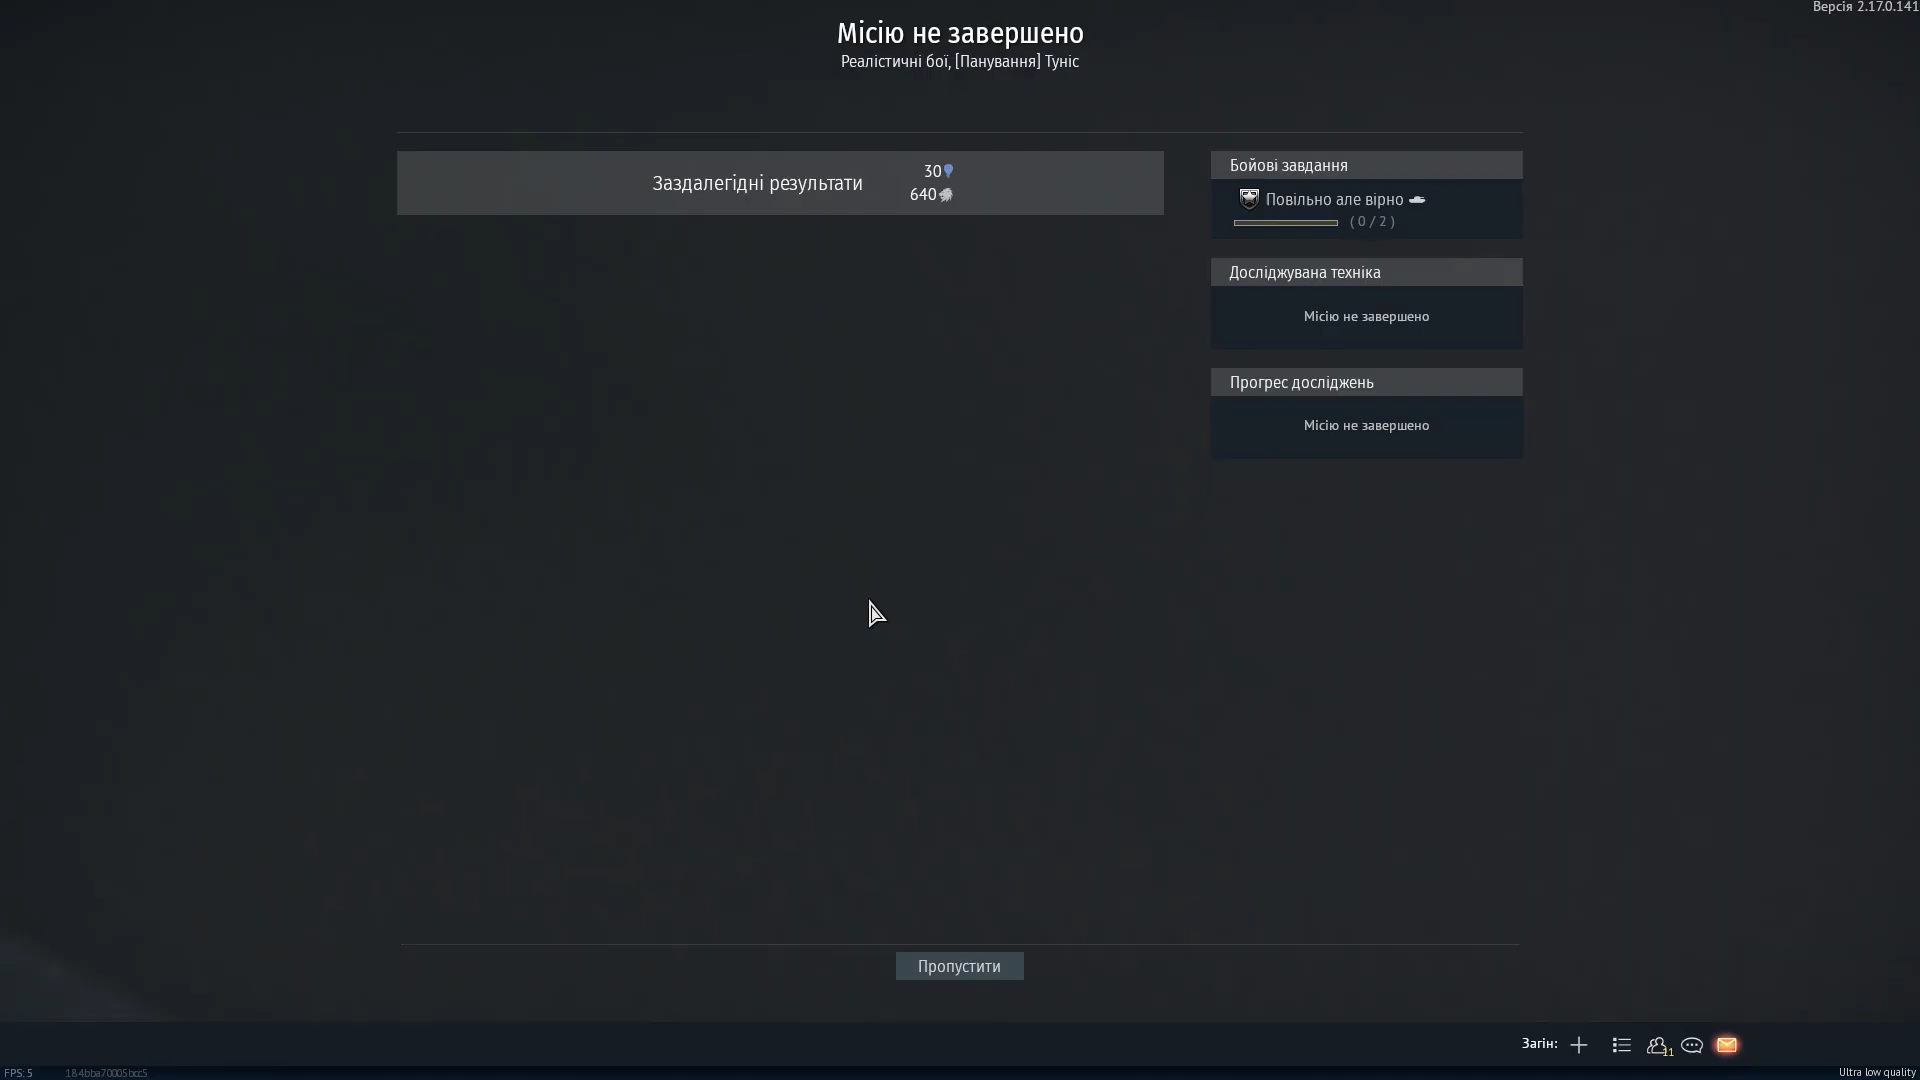 Версія 2.17.0.141
Місію не завершено
Реалістичні бої, [Панування] Туніс
Заздалегідні результати
30
640
Бойові завдання
Повільно але вірно
( 0 / 2 )
Досліджувана техніка
Місію не завершено
Прогрес досліджень
Місію не завершено
Пропустити
Загін:
11
FPS: 5
184bba70005bcc5
Ultra low quality